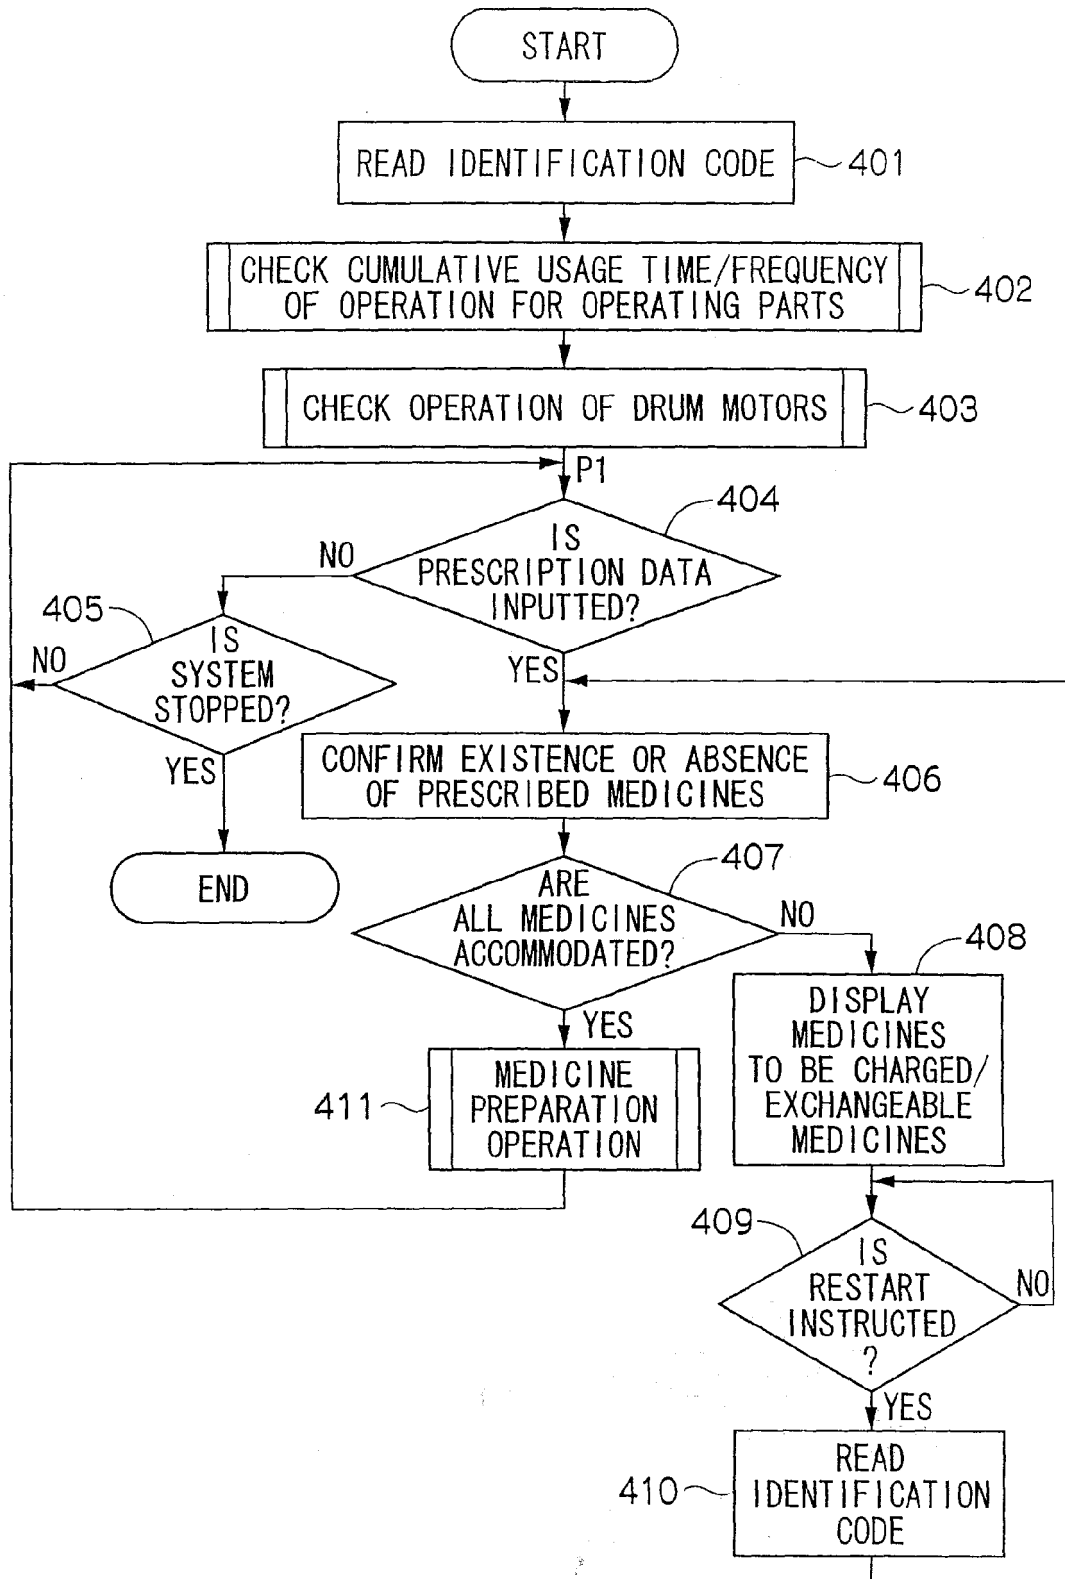 START
READ IDENTIFICATION CODE
401
CHECK CUMULATIVE USAGE TIME/FREQUENCY
OF OPERATION FOR OPERATING PARTS
402
CHECK OPERATION OF DRUM MOTORS
403
P1
404
IS
PRESCRIPTION DATA
INPUTTED?
NO
YES
405
IS
SYSTEM
STOPPED?
NO
YES
END
CONFIRM EXISTENCE OR ABSENCE
OF PRESCRIBED MEDICINES
406
407
ARE
ALL MEDICINES
ACCOMMODATED?
NO
YES
408
DISPLAY
MEDICINES
TO BE CHARGED/
EXCHANGEABLE
MEDICINES
411
MEDICINE
PREPARATION
OPERATION
409
IS
RESTART
INSTRUCTED
?
NO
YES
410
READ
IDENTIFICATION
CODE